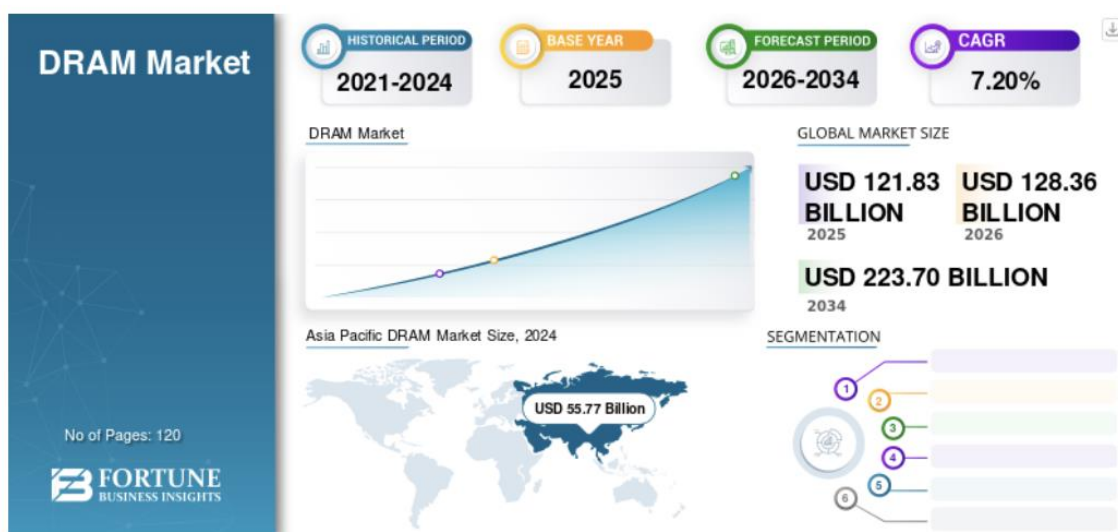 DRAM Market
HISTORICAL PERIOD
2021-2024
BASE YEAR
2025
FORECAST PERIOD
2026-2034
CAGR
7.20%
DRAM Market
GLOBAL MARKET SIZE
USD 121.83
BILLION
2025
USD 128.36
BILLION
2026
USD 223.70 BILLION
2034
Asia Pacific DRAM Market Size, 2024
USD 55.77 Billion
SEGMENTATION
1
2
3
4
5
6
No of Pages: 120
FORTUNE
BUSINESS INSIGHTS